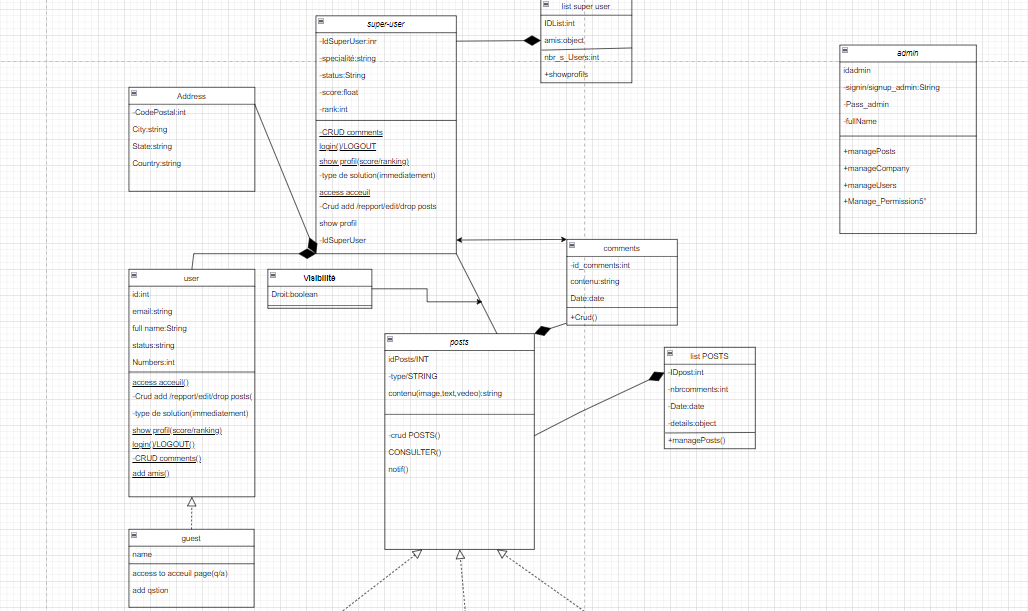 list super user
IDList:int
amis:object
nbr_s_Users:int
+showprofils
super-user
-IdSuperUser:inr
-specialité:string
-status:String
-score:float
-rank:int
-CRUD comments
login()/LOGOUT
show profil(score/ranking)
-type de solution(immediatement)
access acceuil
-Crud add /repport/edit/drop posts
show profil
-IdSuperUser
admin
idadmin
-signin/signup_admin:String
-Pass_admin
-fullName
+managePosts
+manageCompany
+manageUsers
+Manage_Permission5"
Address
-CodePostal:int
City:string
State:string
Country:string
user
id:int
email:string
full name:String
status:string
Numbers:int
access acceuil()
-Crud add /repport/edit/drop posts(
-type de solution(immediatement)
show profil(score/ranking)
login()/LOGOUT()
-CRUD comments()
add amis()
Visibilite
Droit:boolean
comments
-id_comments:int
contenu:string
Date:date
+Crud()
posts
idPosts/INT
-type/STRING
contenu(image,text,vedeo):string
-crud POSTS()
CONSULTER()
notif()
list POSTS
-IDpost:int
-nbrcomments:int
-Date:date
-details:object
+managePosts()
guest
name
access to acceuil page(q/a)
add qstion